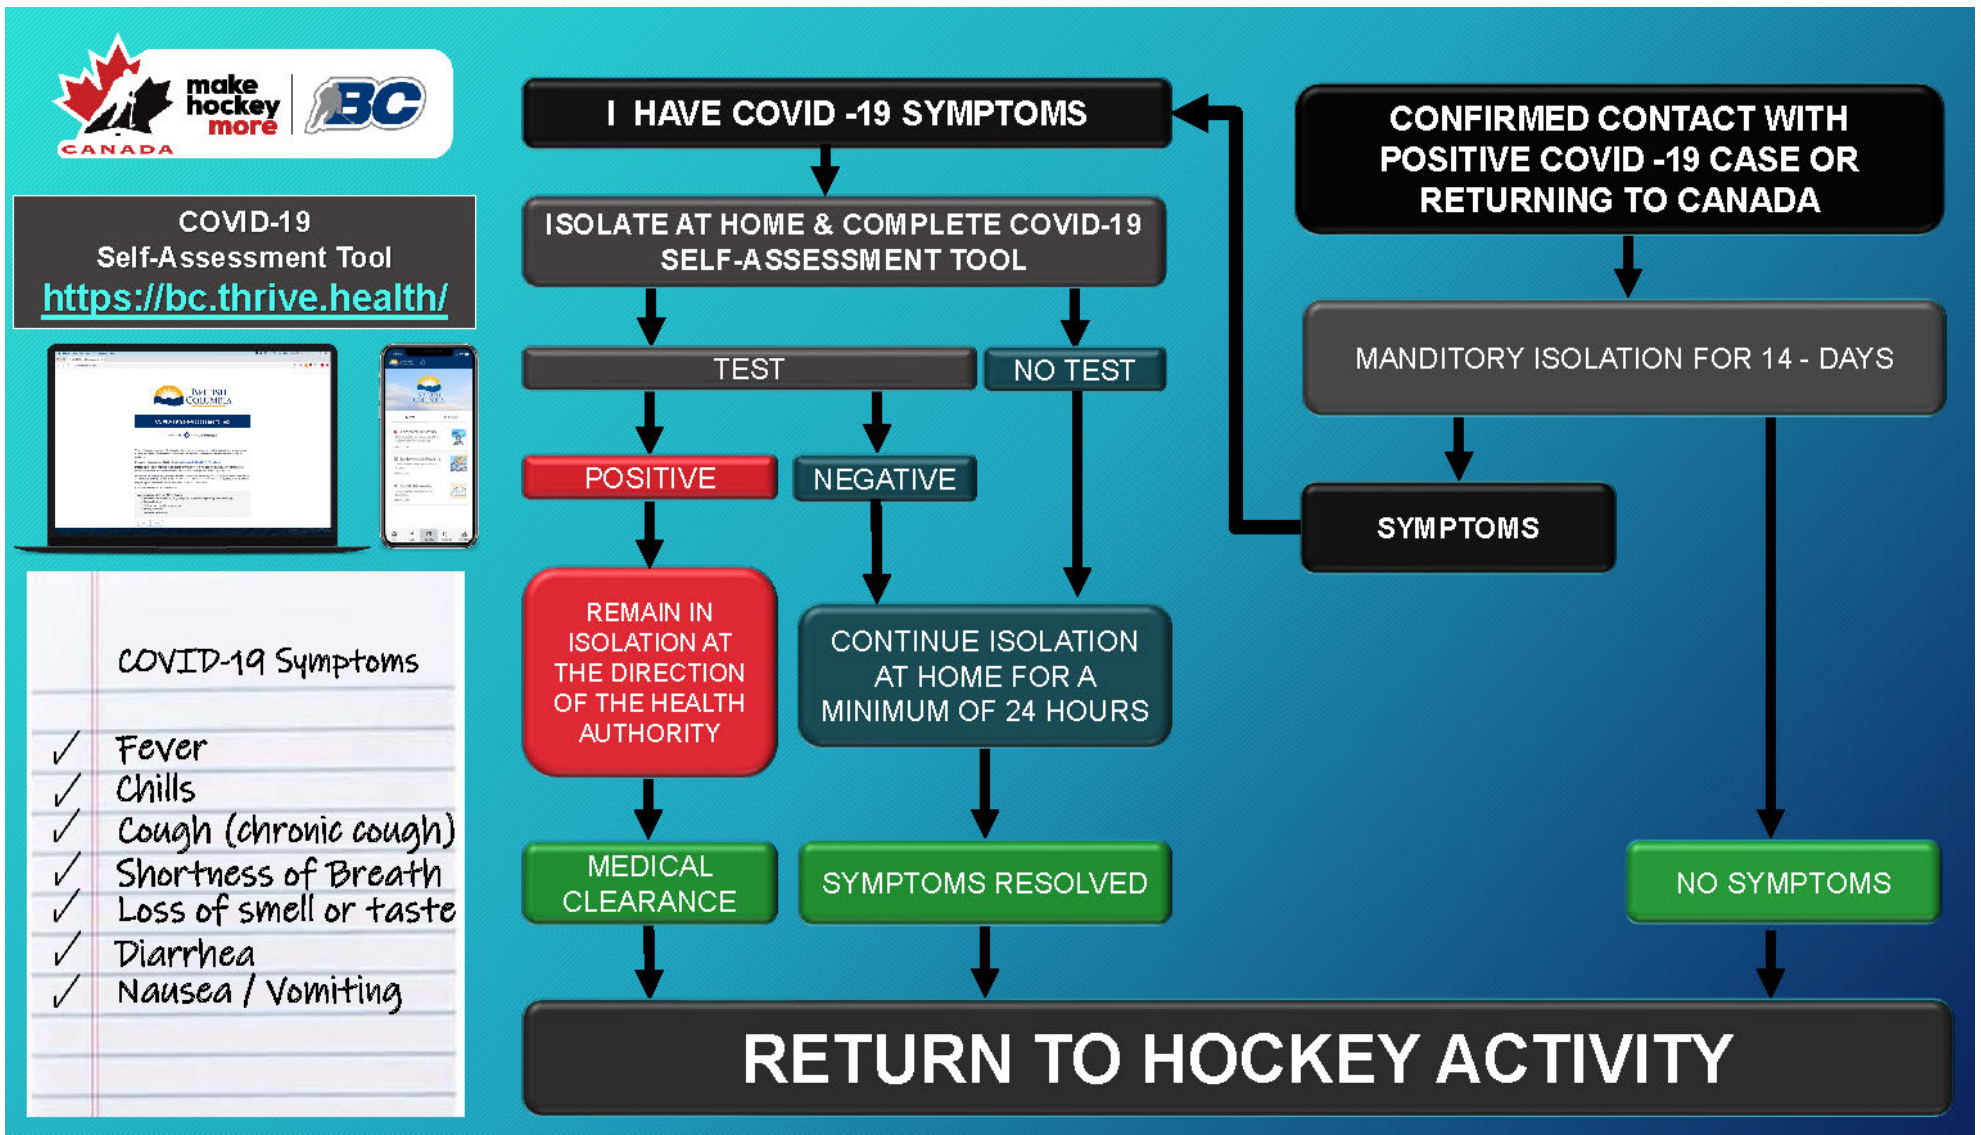 make
hockey
more
CANADA
BC
COVID-19
Self-Assessment Tool
https://bc.thrive.health/
BRITISH
COLUMBIA
COVID-19 Symptoms
✓ Fever
✓ Chills
✓ Cough (chronic cough)
✓ Shortness of Breath
✓ Loss of smell or taste
✓ Diarrhea
✓ Nausea / Vomiting
I HAVE COVID -19 SYMPTOMS
ISOLATE AT HOME & COMPLETE COVID-19
SELF-ASSESSMENT TOOL
TEST
NO TEST
POSITIVE
NEGATIVE
REMAIN IN
ISOLATION AT
THE DIRECTION
OF THE HEALTH
AUTHORITY
CONTINUE ISOLATION
AT HOME FOR A
MINIMUM OF 24 HOURS
MEDICAL
CLEARANCE
SYMPTOMS RESOLVED
CONFIRMED CONTACT WITH
POSITIVE COVID -19 CASE OR
RETURNING TO CANADA
MANDITORY ISOLATION FOR 14 - DAYS
SYMPTOMS
NO SYMPTOMS
RETURN TO HOCKEY ACTIVITY